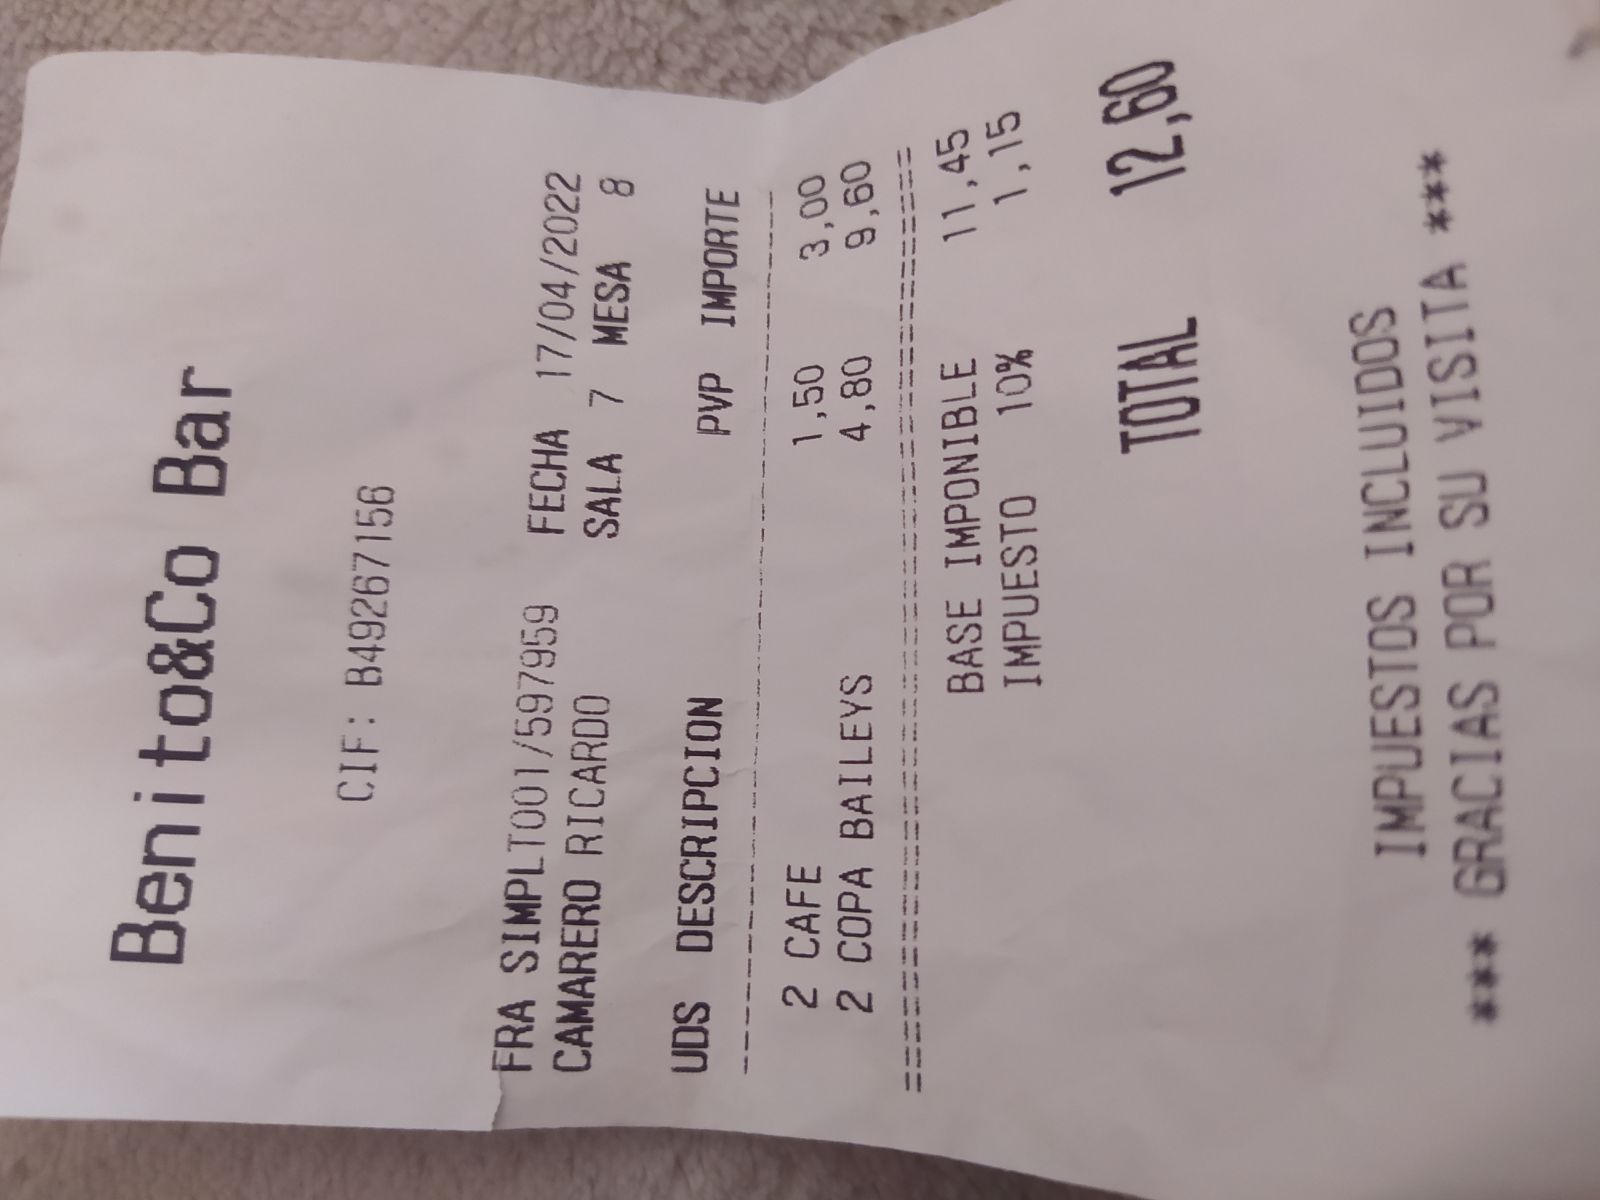 Benito&Co Bar
CIF: B49267156
FRA SIMPLT001/597959 FECHA 17/04/2022
CAMARERO RICARDO SALA 7 MESA 8
UDS DESCRIPCION PVP IMPORTE
2 CAFE 1,50 3,00
2 COPA BAILEYS 4,80 9,60
BASE IMPONIBLE 11,45
IMPUESTO 10% 1,15
TOTAL 12,60
IMPUESTOS INCLUIDOS
*** GRACIAS POR SU VISITA ***